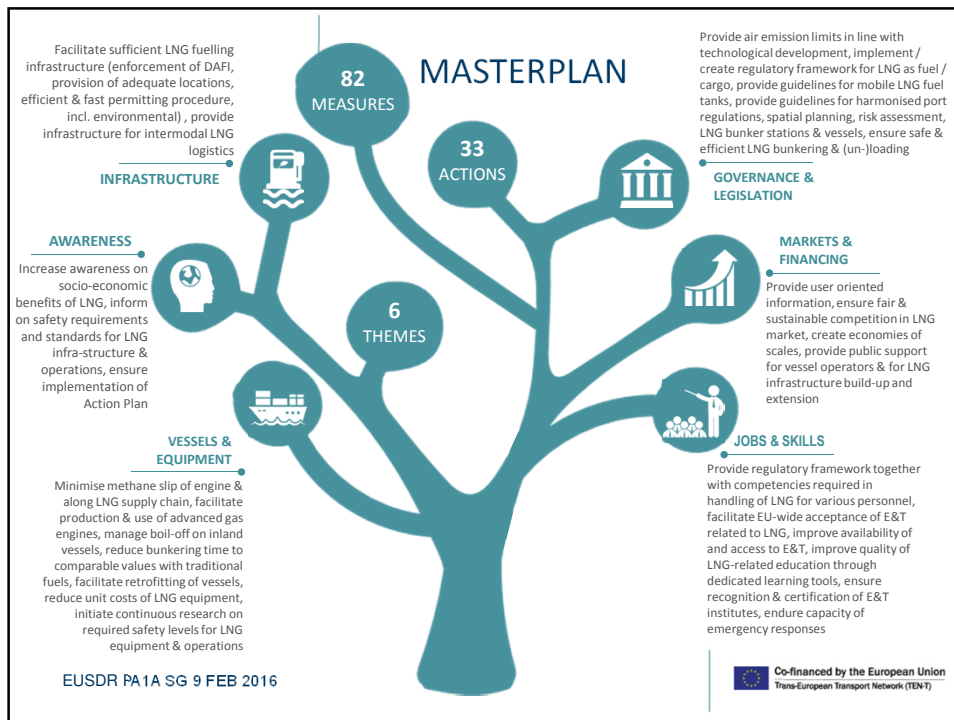 MASTERPLAN
82
MEASURES
33
ACTIONS
6
THEMES
Facilitate sufficient LNG fuelling
infrastructure (enforcement of DAFI,
provision of adequate locations,
efficient & fast permitting procedure,
incl. environmental) , provide
infrastructure for intermodal LNG
logistics
INFRASTRUCTURE
AWARENESS
Increase awareness on
socio-economic
benefits of LNG, inform
on safety requirements
and standards for LNG
infra-structure &
operations, ensure
implementation of
Action Plan
VESSELS &
EQUIPMENT
Minimise methane slip of engine &
along LNG supply chain, facilitate
production & use of advanced gas
engines, manage boil-off on inland
vessels, reduce bunkering time to
comparable values with traditional
fuels, facilitate retrofitting of vessels,
reduce unit costs of LNG equipment,
initiate continuous research on
required safety levels for LNG
equipment & operations
Provide air emission limits in line with
technological development, implement /
create regulatory framework for LNG as fuel /
cargo, provide guidelines for mobile LNG fuel
tanks, provide guidelines for harmonised port
regulations, spatial planning, risk assessment,
LNG bunker stations & vessels, ensure safe &
efficient LNG bunkering & (un-)loading
GOVERNANCE &
LEGISLATION
MARKETS &
FINANCING
Provide user oriented
information, ensure fair &
sustainable competition in LNG
market, create economies of
scales, provide public support
for vessel operators & for LNG
infrastructure build-up and
extension
JOBS & SKILLS
Provide regulatory framework together
with competencies required in
handling of LNG for various personnel,
facilitate EU-wide acceptance of E&T
related to LNG, improve availability of
and access to E&T, improve quality of
LNG-related education through
dedicated learning tools, ensure
recognition & certification of E&T
institutes, endure capacity of
emergency responses
EUSDR PA1A SG 9 FEB 2016
Co-financed by the European Union
Trans-European Transport Network (TEN-T)